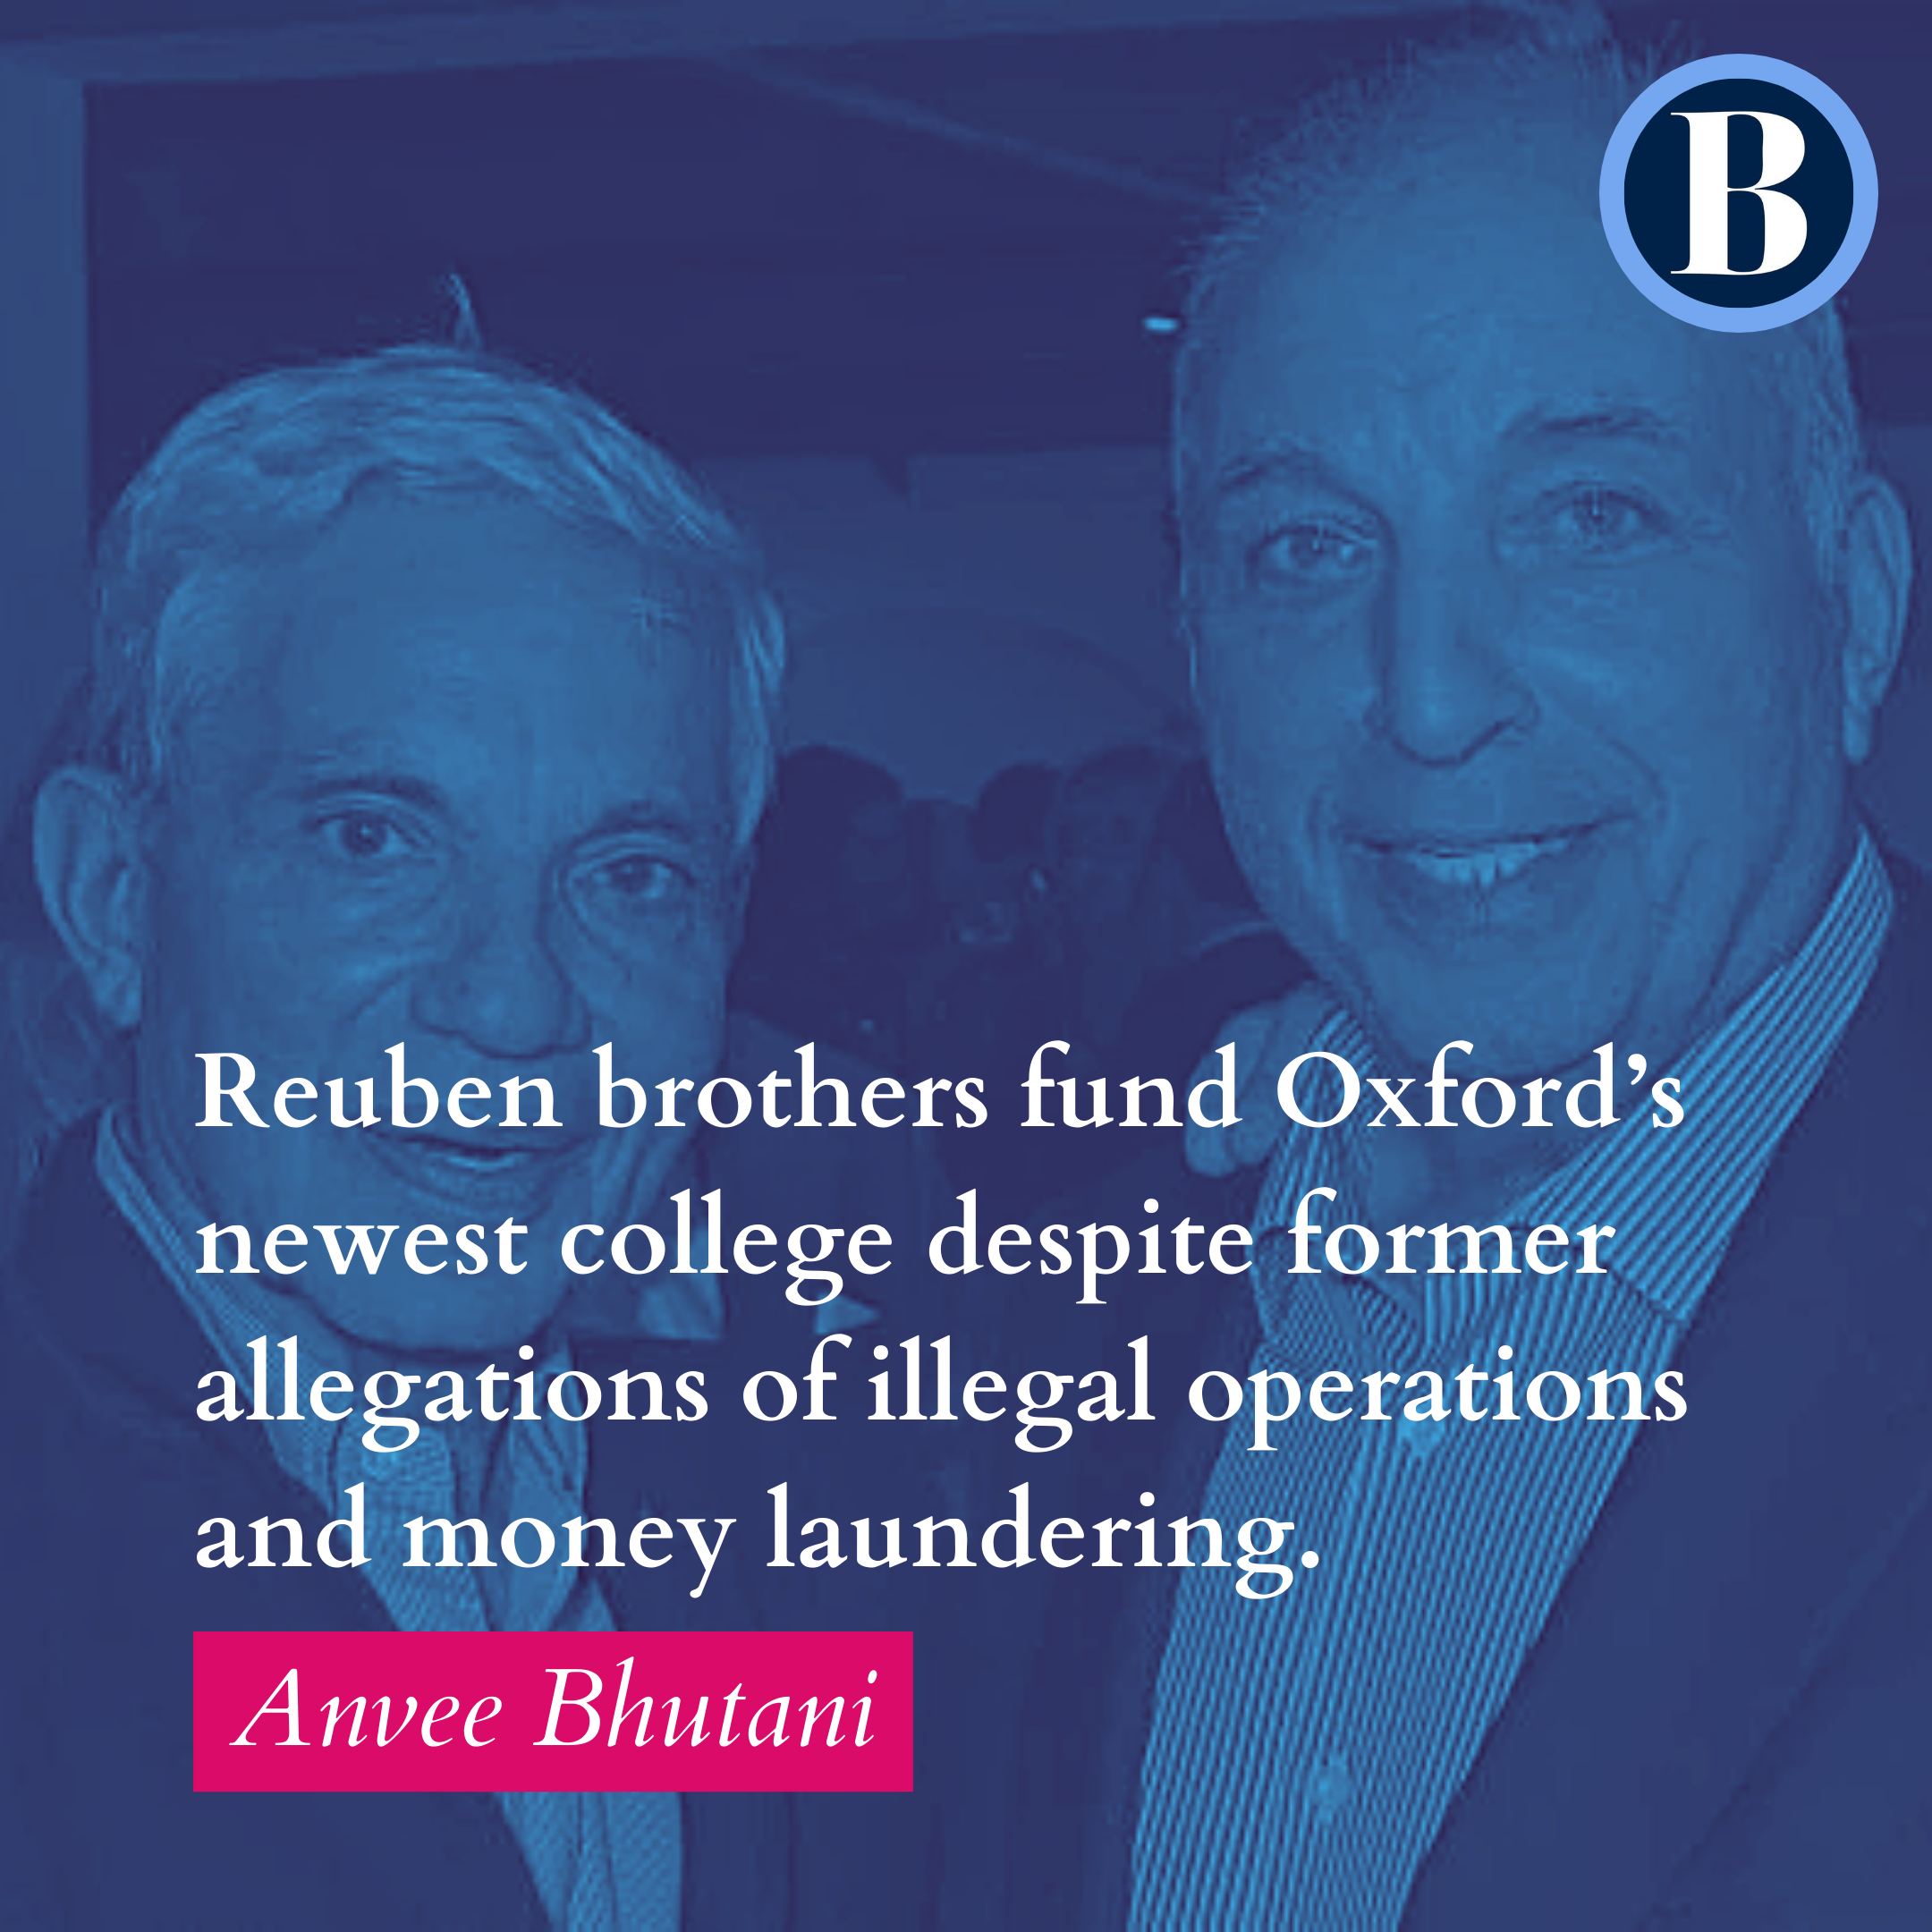 B
Reuben brothers fund Oxford’s
newest college despite former
allegations of illegal operations
and money laundering.
Anvee Bhutani